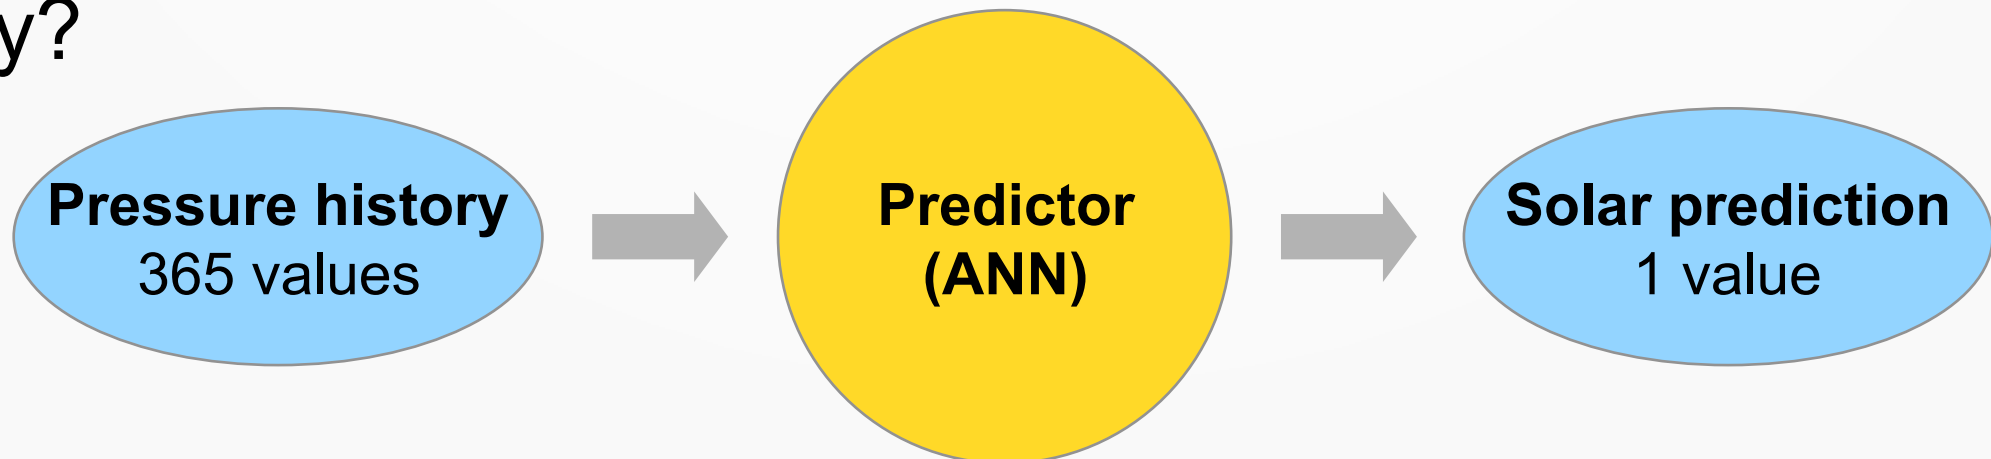 y?
Pressure history
365 values
Predictor
(ANN)
Solar prediction
1 value